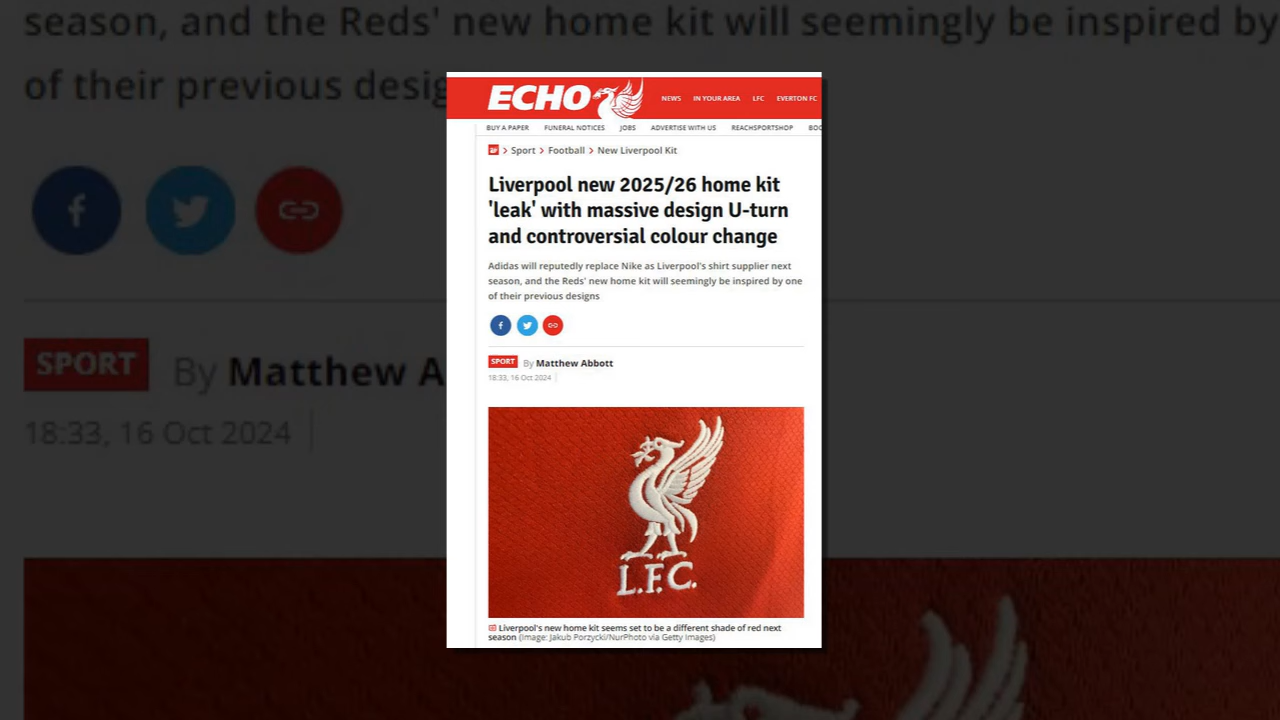 season, and the Reds' new home kit will seemingly be inspired by
of their previous desig
SPORT By Matthew A
18:33, 16 Oct 2024
ECHO NEWS IN YOUR AREA LFC EVERTON FC
BUY A PAPER FUNERAL NOTICES JOBS ADVERTISE WITH US REACHSPORTSHOP BOO
Sport > Football > New Liverpool Kit
Liverpool new 2025/26 home kit
'leak' with massive design U-turn
and controversial colour change
Adidas will reputedly replace Nike as Liverpool's shirt supplier next
season, and the Reds' new home kit will seemingly be inspired by one
of their previous designs
SPORT By Matthew Abbott
18:33, 16 Oct 2024
L.F.C.
Liverpool's new home kit seems set to be a different shade of red next
season (Image: Jakub Porzycki/NurPhoto via Getty Images)